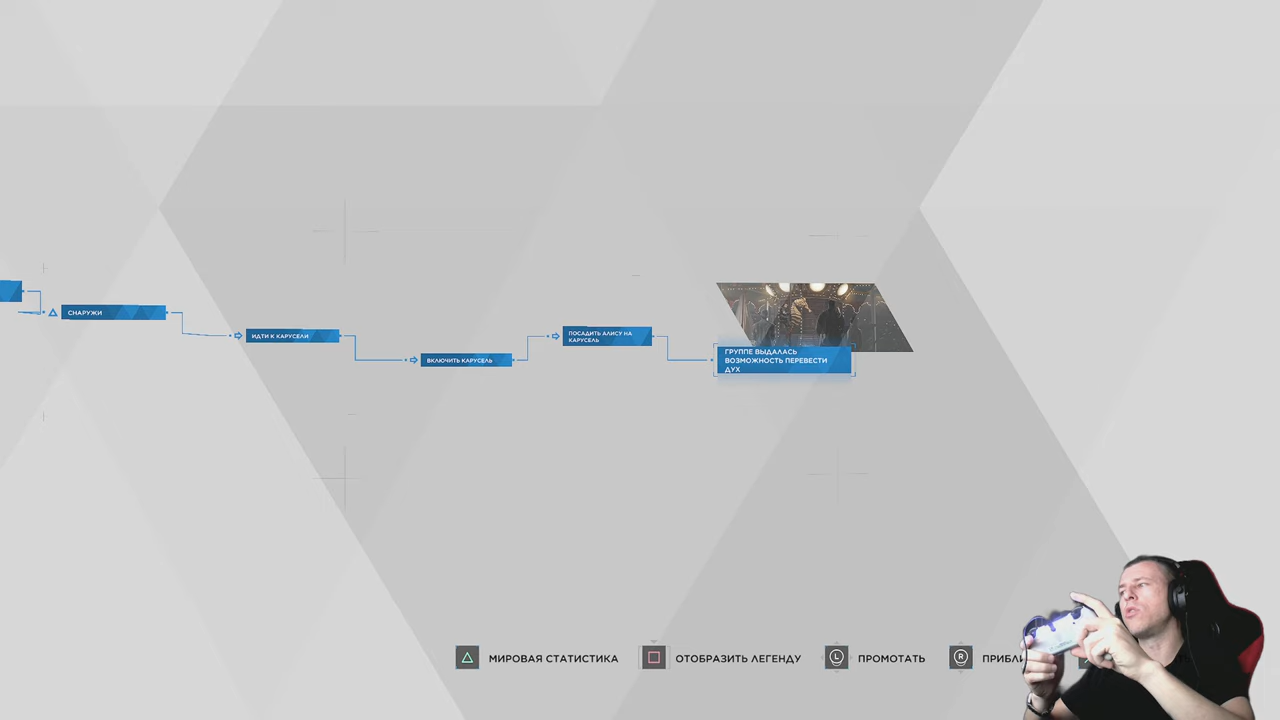 СНАРУЖИ
ИДТИ К КАРУСЕЛИ
ВКЛЮЧИТЬ КАРУСЕЛЬ
ПОСАДИТЬ АЛИСУ НА
КАРУСЕЛЬ
ГРУППЕ ВЫДАЛАСЬ
ВОЗМОЖНОСТЬ ПЕРЕВЕСТИ
ДУХ
МИРОВАЯ СТАТИСТИКА
ОТОБРАЗИТЬ ЛЕГЕНДУ
L ПРОМОТАТЬ
R